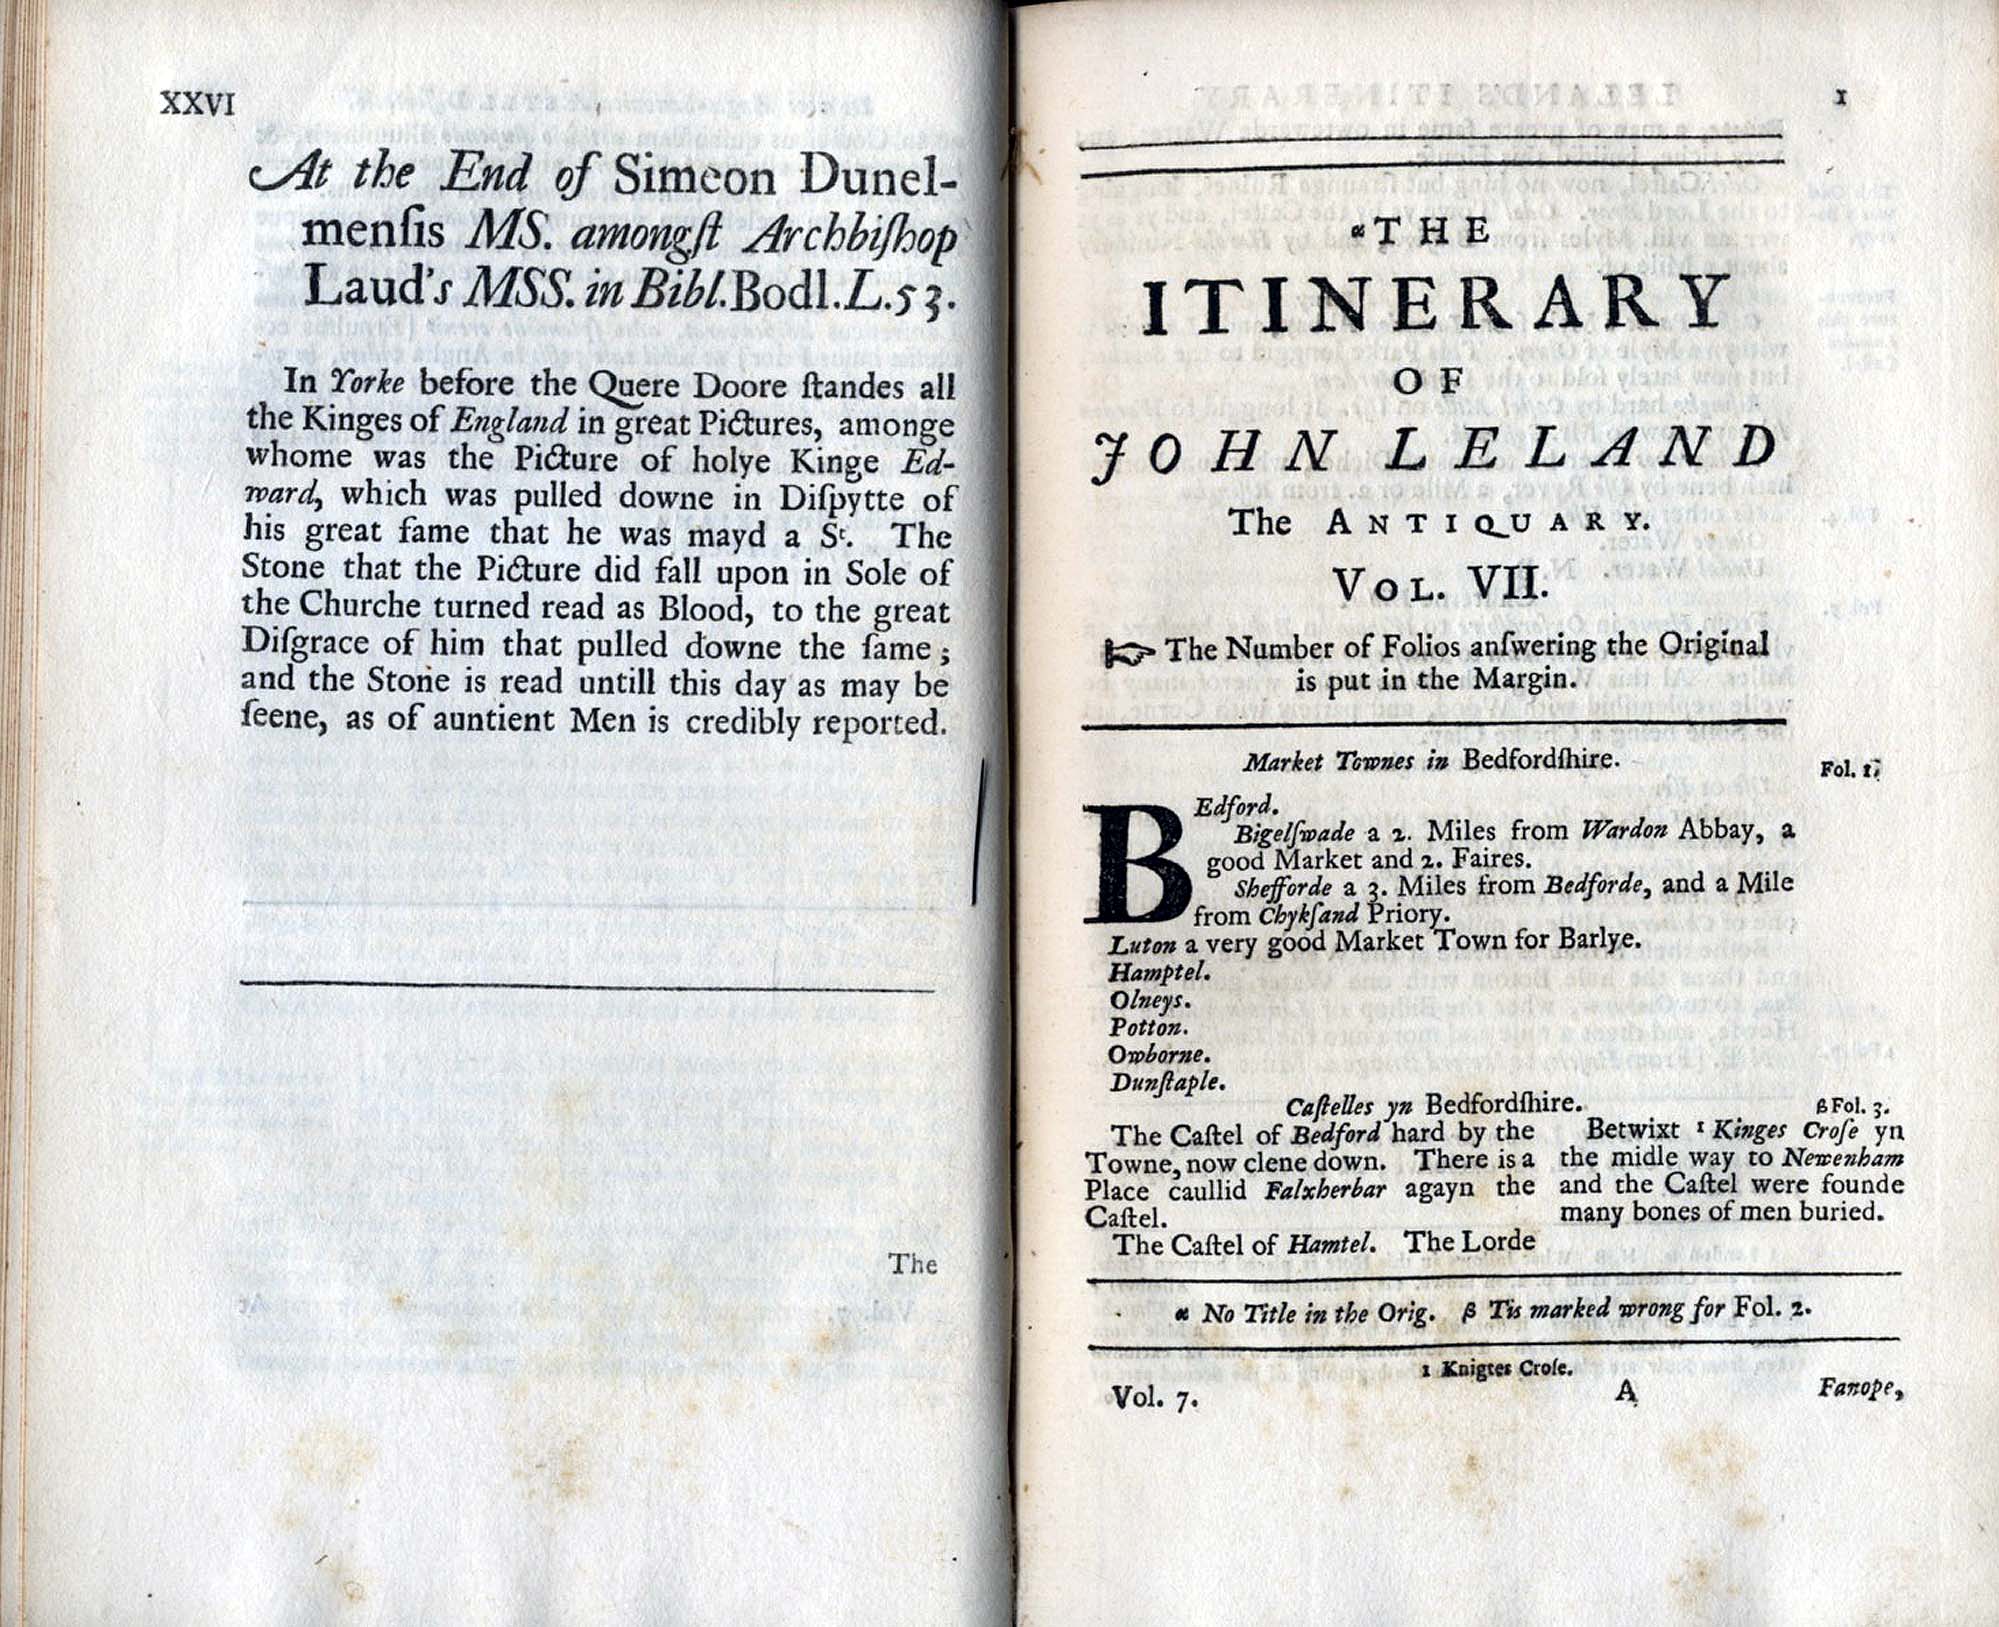 XXVI
At the End of Simeon Dunel-
menſis MS. amongſt Archbiſhop
Laud's MSS. in Bibl. Bodl. L. 53.
In Yorke before the Quere Doore ſtandes all
the Kinges of England in great Pictures, amonge
whome was the Picture of holye Kinge Ed-
ward, which was pulled downe in Diſpytte of
his great fame that he was mayd a Sᵗ. The
Stone that the Picture did fall upon in Sole of
the Churche turned read as Blood, to the great
Diſgrace of him that pulled downe the ſame;
and the Stone is read untill this day as may be
ſeene, as of auntient Men is credibly reported.
The
1
αTHE
ITINERARY
OF
JOHN LELAND
The ANTIQUARY.
VOL. VII.
☞ The Number of Folios anſwering the Original
is put in the Margin.
Market Townes in Bedfordſhire.
Fol. 1.
BEdford.
Bigelſwade a 2. Miles from Wardon Abbay, a
good Market and 2. Faires.
Shefforde a 3. Miles from Bedforde, and a Mile
from Chykſand Priory.
Luton a very good Market Town for Barlye.
Hamptel.
Olneys.
Potton.
Owborne.
Dunſtaple.
Caſtelles yn Bedfordſhire.
The Caſtel of Bedford hard by the
Towne, now clene down. There is a
Place caullid Falxherbar agayn the
Caſtel.
The Caſtel of Hamtel. The Lorde
β Fol. 3.
Betwixt ¹ Kinges Croſe yn
the midle way to Newenham
and the Caſtel were founde
many bones of men buried.
α No Title in the Orig. β Tis marked wrong for Fol. 2.
1 Knigtes Croſe.
Vol. 7. A Fanope,